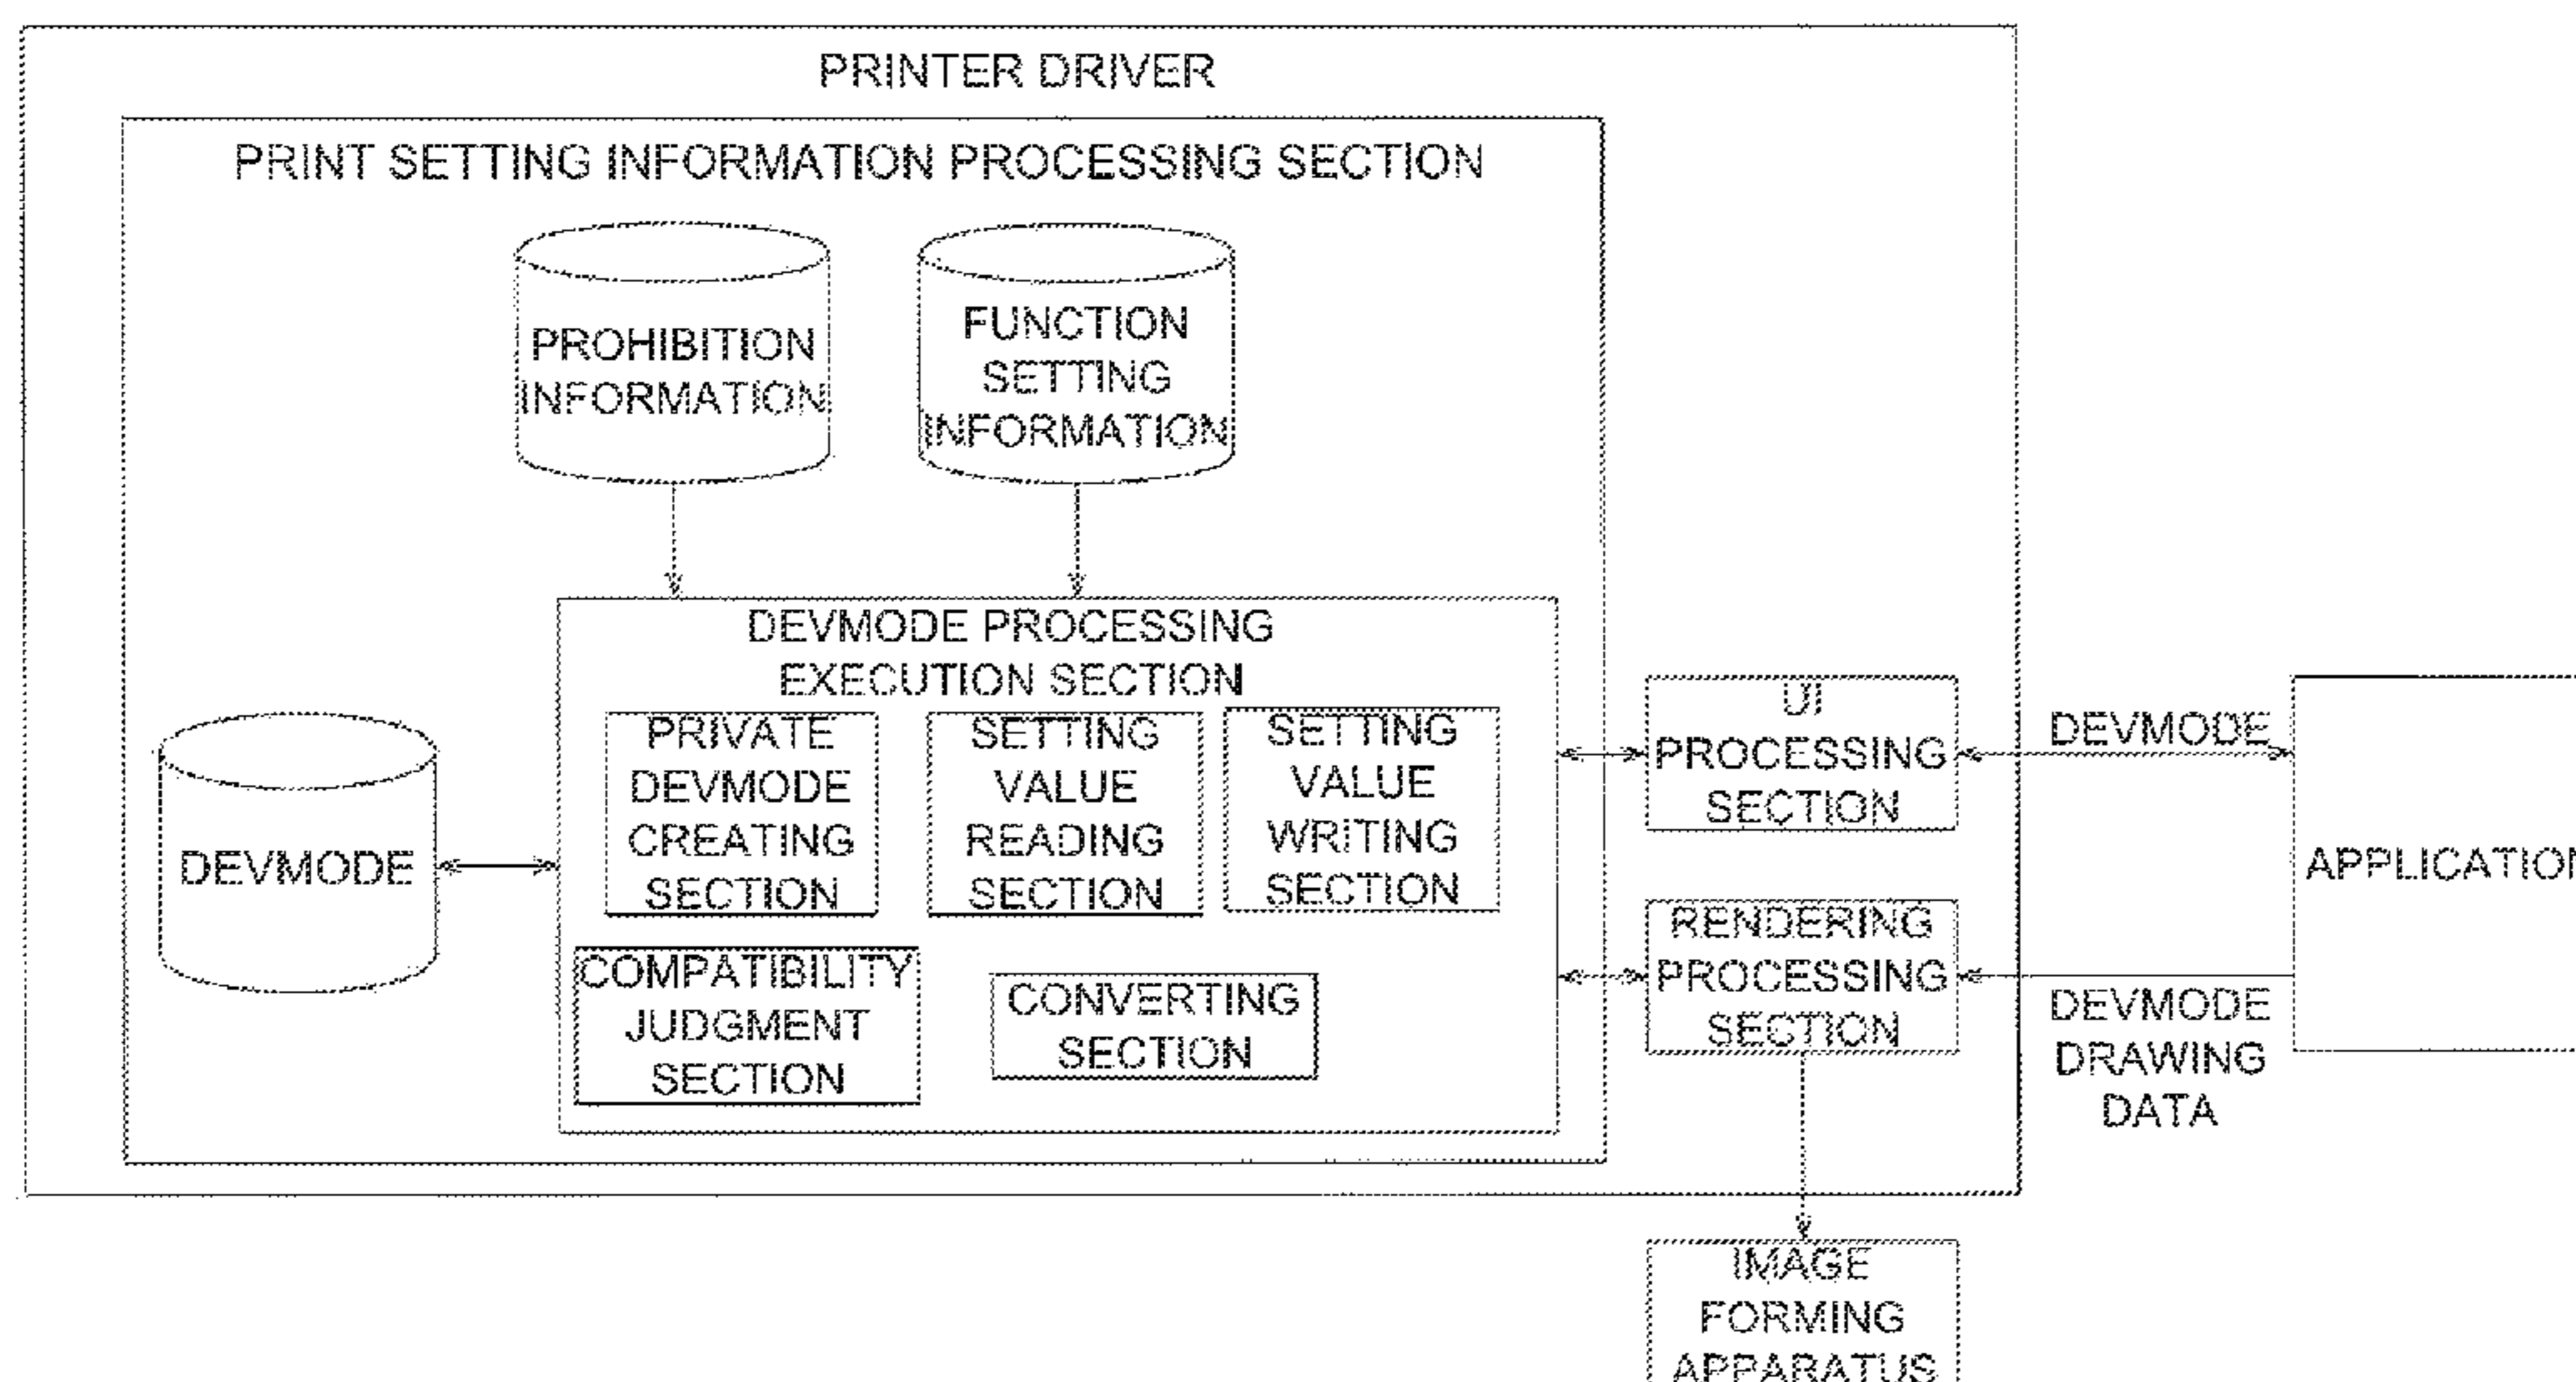 PRINTER DRIVER
PRINT SETTING INFORMATION PROCESSING SECTION
PROHIBITION
INFORMATION
FUNCTION
SETTING
INFORMATION
DEVMODE PROCESSING
EXECUTION SECTION
PRIVATE
DEVMODE
CREATING
SECTION
SETTING
VALUE
READING
SECTION
SETTING
VALUE
WRITING
SECTION
COMPATIBILITY
JUDGMENT
SECTION
CONVERTING
SECTION
DEVMODE
UI
PROCESSING
SECTION
DEVMODE
RENDERING
PROCESSING
SECTION
DEVMODE
DRAWING
DATA
APPLICATION
IMAGE
FORMING
APPARATUS